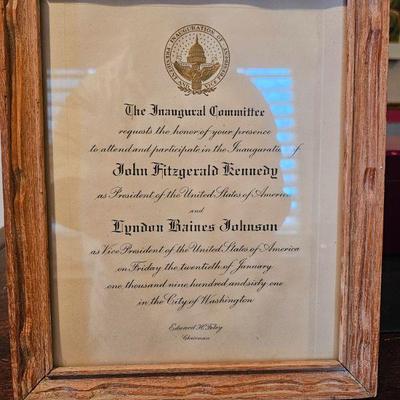 The Inaugural Committee
requests the honor of your presence
to attend and participate in the Inauguration of
John Fitzgerald Kennedy
as President of the United States of America
and
Lyndon Baines Johnson
as Vice President of the United States of America
on Friday the twentieth of January
one thousand nine hundred and sixty one
in the City of Washington
Edward H. Foley
Chairman